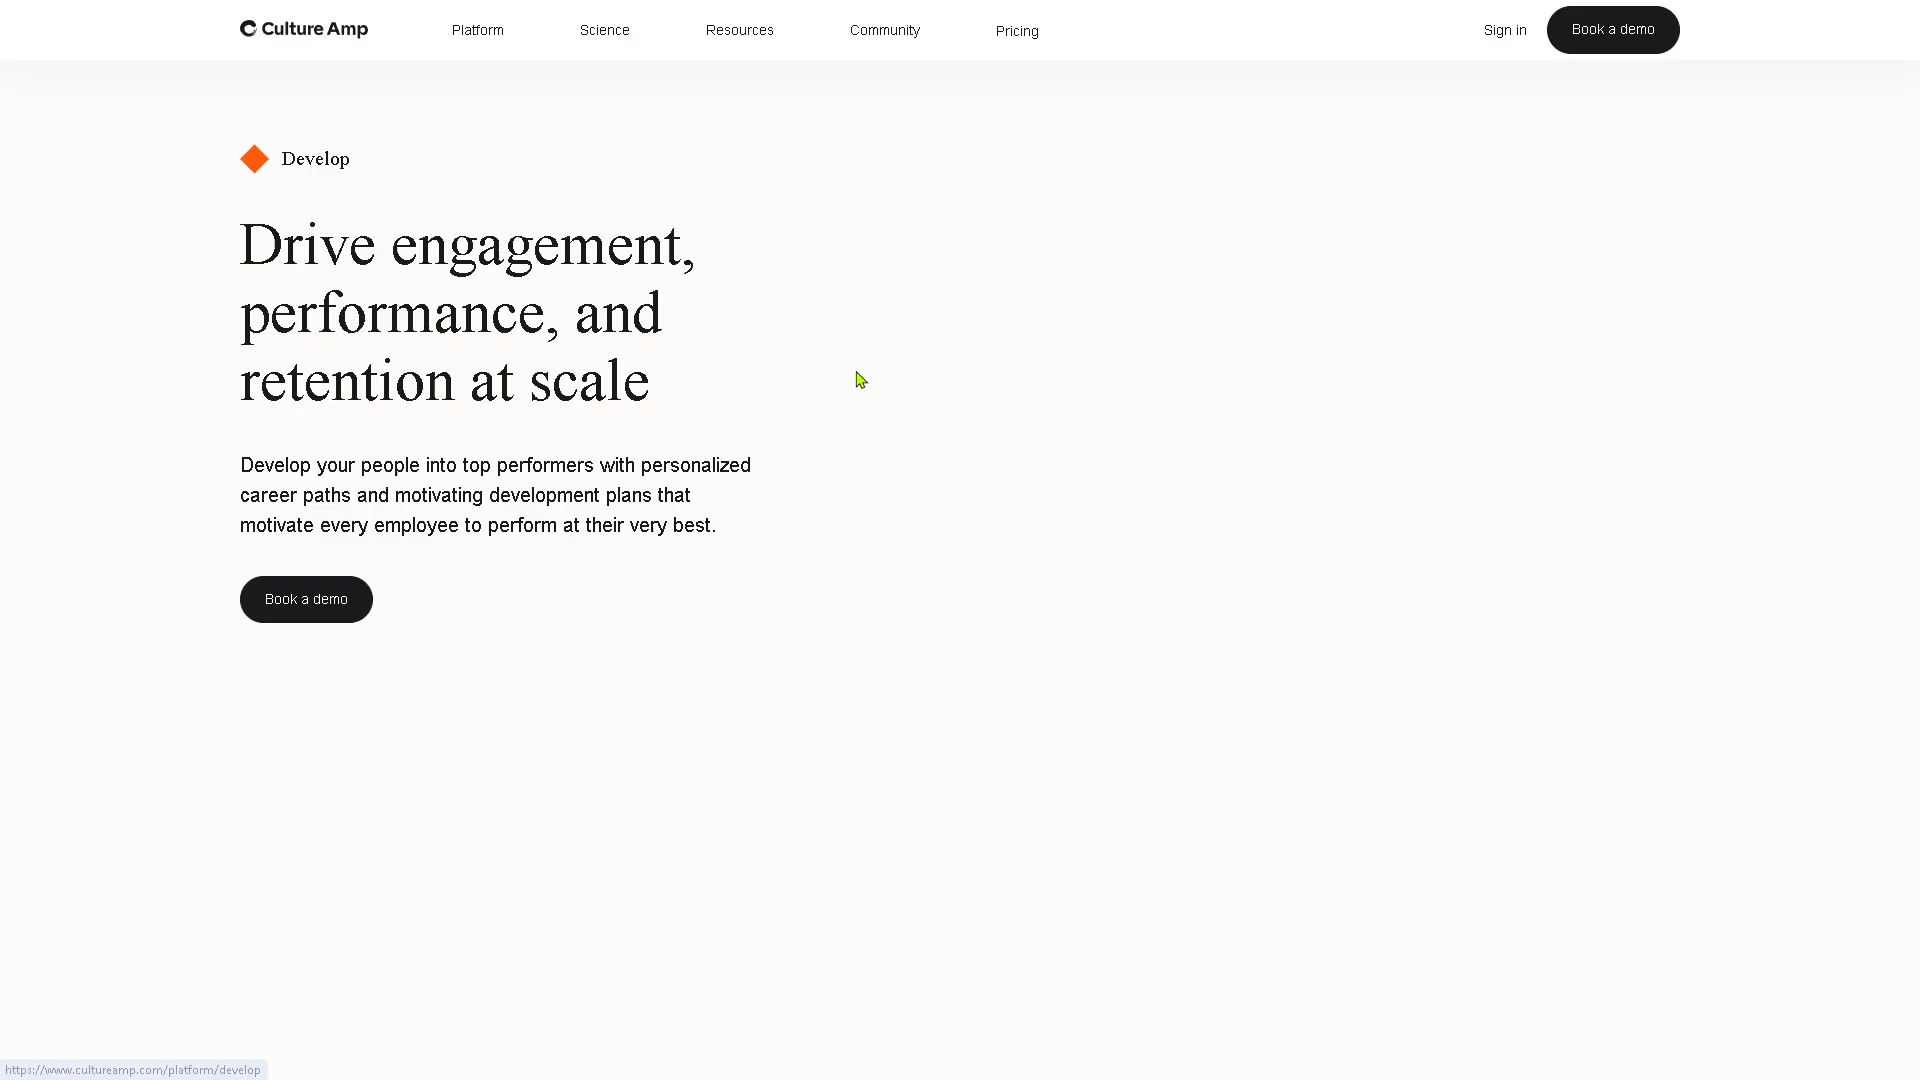 Culture Amp
Platform
Science
Resources
Community
Pricing
Sign in
Book a demo
Develop
Drive engagement,
performance, and
retention at scale
Develop your people into top performers with personalized
career paths and motivating development plans that
motivate every employee to perform at their very best.
Book a demo
https://www.cultureamp.com/platform/develop